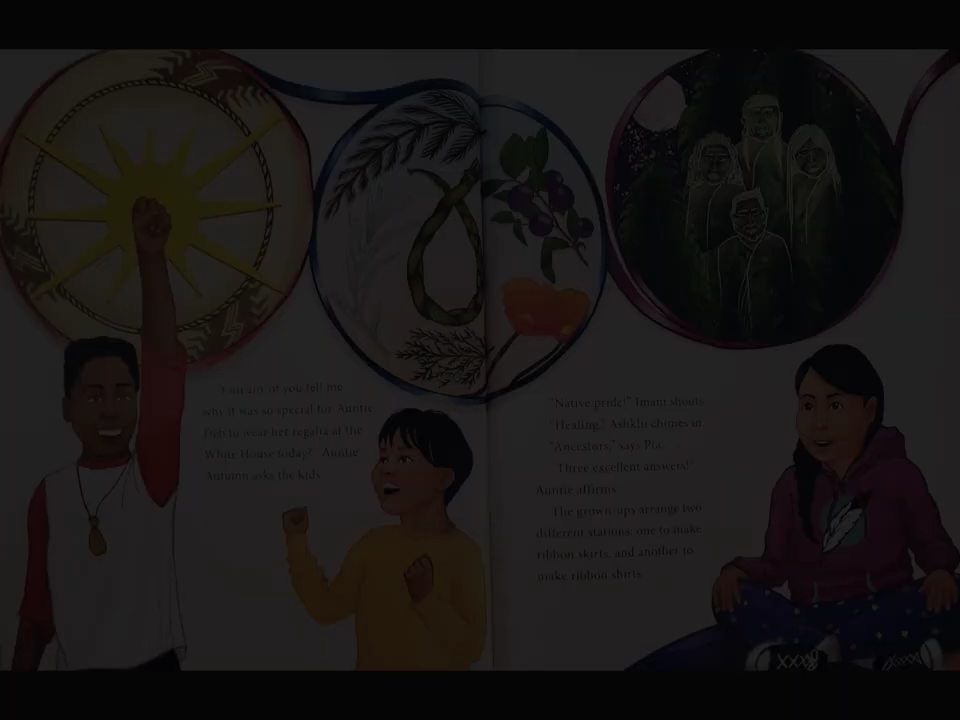 "Can any of you tell me
why it was so special for Auntie
Deb to wear her regalia at the
White House today?" Auntie
Autumn asks the kids.
"Native pride!" Imani shouts.
"Healing," Ashkii chimes in.
"Ancestors," says Pia.
"Three excellent answers!"
Auntie affirms.
The grown-ups arrange two
different stations: one to make
ribbon skirts, and another to
make ribbon shirts.